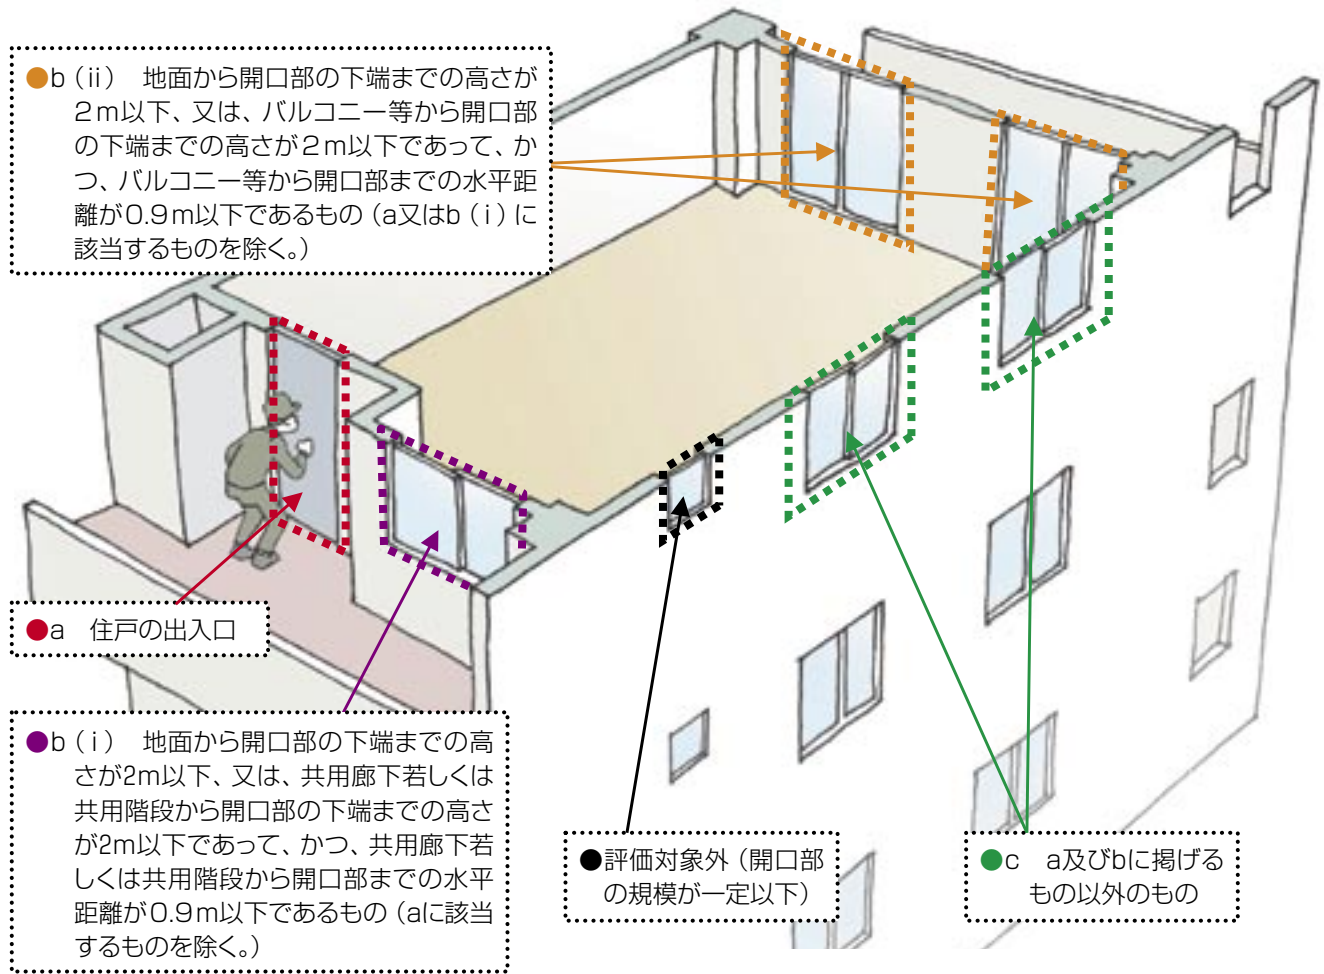 ●b（ii）　地面から開口部の下端までの高さが
２ｍ以下、又は、バルコニー等から開口部
の下端までの高さが２ｍ以下であって、か
つ、バルコニー等から開口部までの水平距
離が０.９ｍ以下であるもの（a又はb（ i ）に
該当するものを除く。）
●a　住戸の出入口
●b（ i ）　地面から開口部の下端までの高
さが2m以下、又は、共用廊下若しくは
共用階段から開口部の下端までの高さ
が2m以下であって、かつ、共用廊下若
しくは共用階段から開口部までの水平
距離が０.９ｍ以下であるもの（aに該当
するものを除く。）
●評価対象外（開口部
の規模が一定以下）
●c　a及びbに掲げる
もの以外のもの